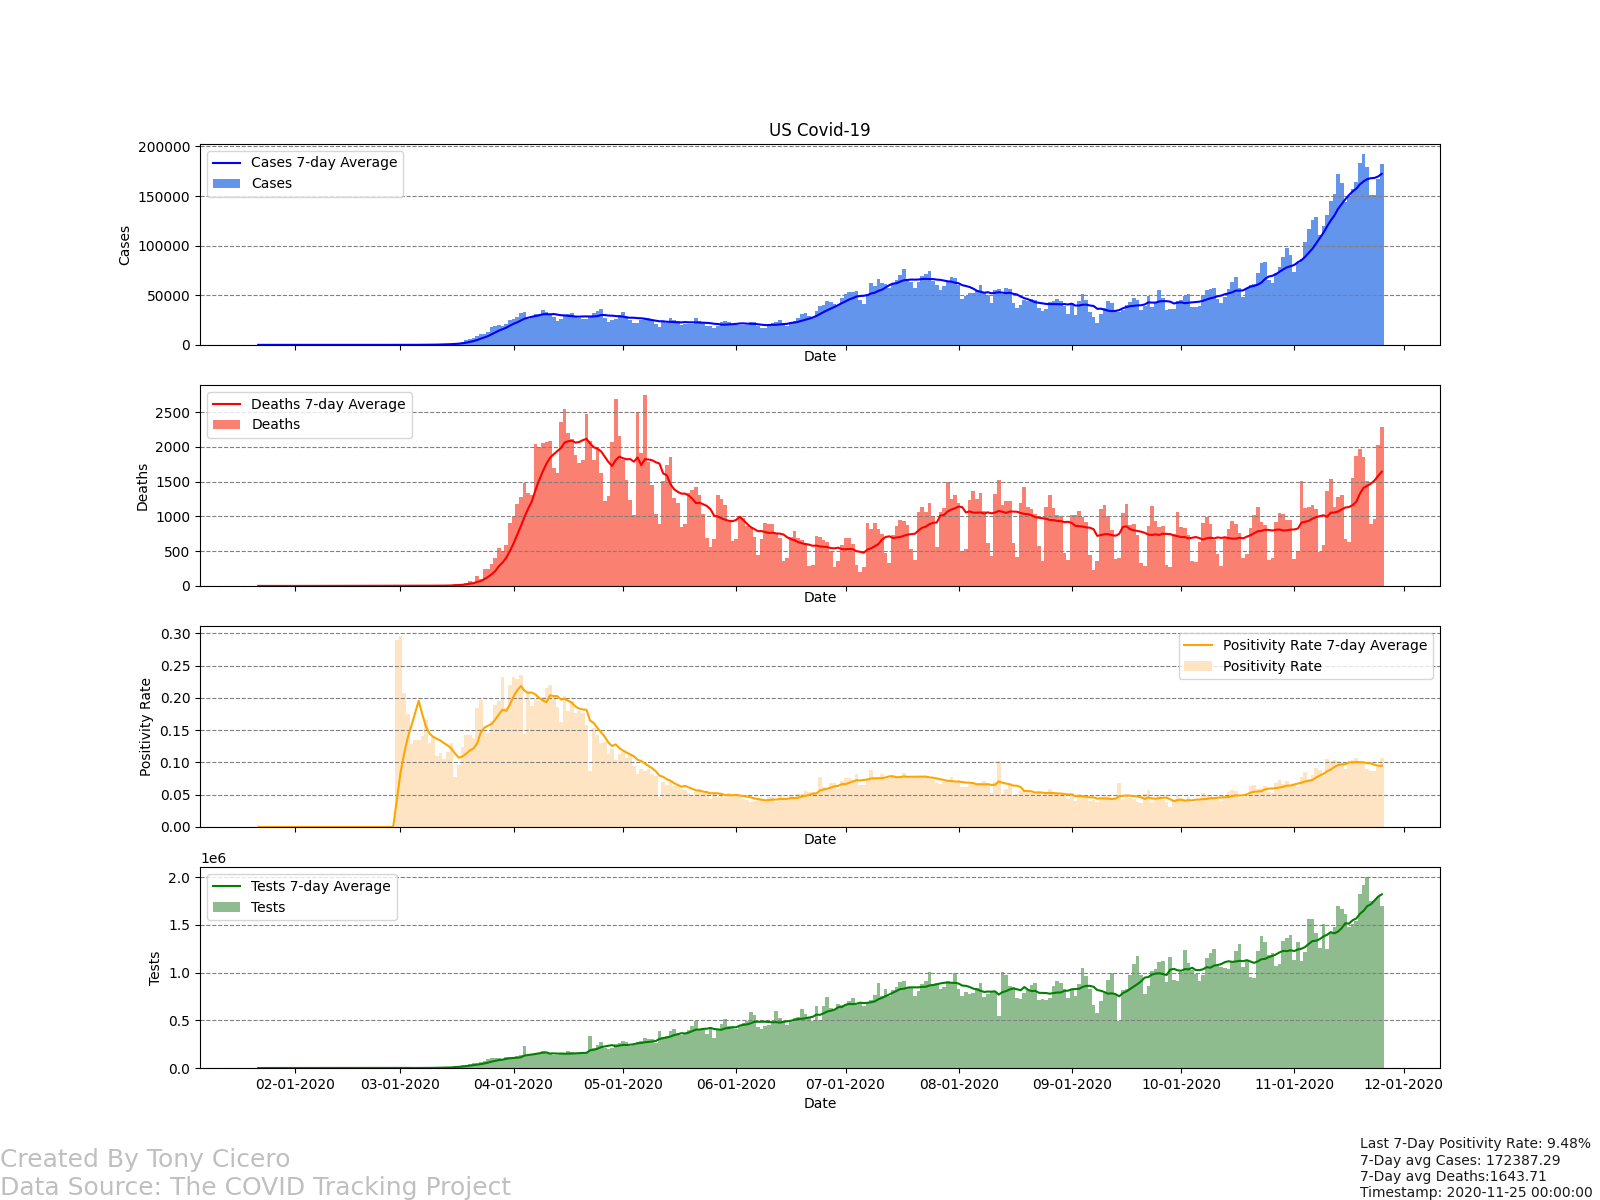 US Covid-19
200000
150000
100000
50000
0
Cases
Cases 7-day Average
Cases
Date
2500
2000
1500
1000
500
0
Deaths
Deaths 7-day Average
Deaths
Date
0.30
0.25
0.20
0.15
0.10
0.05
0.00
Positivity Rate
Positivity Rate 7-day Average
Positivity Rate
Date
1e6
2.0
1.5
1.0
0.5
0.0
Tests
Tests 7-day Average
Tests
02-01-2020 03-01-2020 04-01-2020 05-01-2020 06-01-2020 07-01-2020 08-01-2020 09-01-2020 10-01-2020 11-01-2020 12-01-2020
Date
Created By Tony Cicero
Data Source: The COVID Tracking Project
Last 7-Day Positivity Rate: 9.48%
7-Day avg Cases: 172387.29
7-Day avg Deaths:1643.71
Timestamp: 2020-11-25 00:00:00